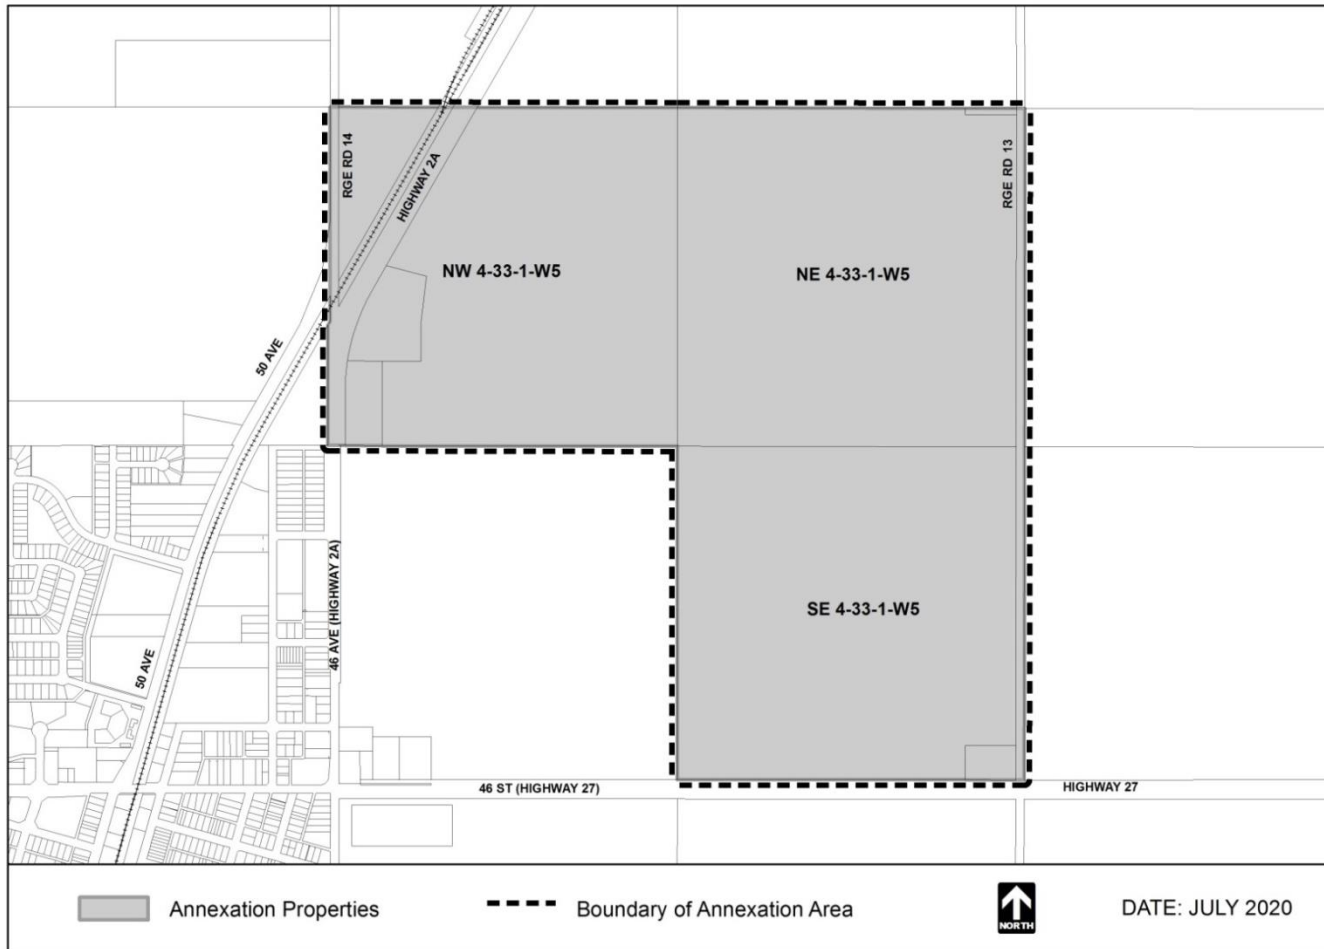 RGE RD 14
HIGHWAY 2A
RGE RD 13
NW 4-33-1-W5
NE 4-33-1-W5
50 AVE
46 AVE (HIGHWAY 2A)
SE 4-33-1-W5
50 AVE
46 ST (HIGHWAY 27)
HIGHWAY 27
Annexation Properties
Boundary of Annexation Area
NORTH
DATE: JULY 2020